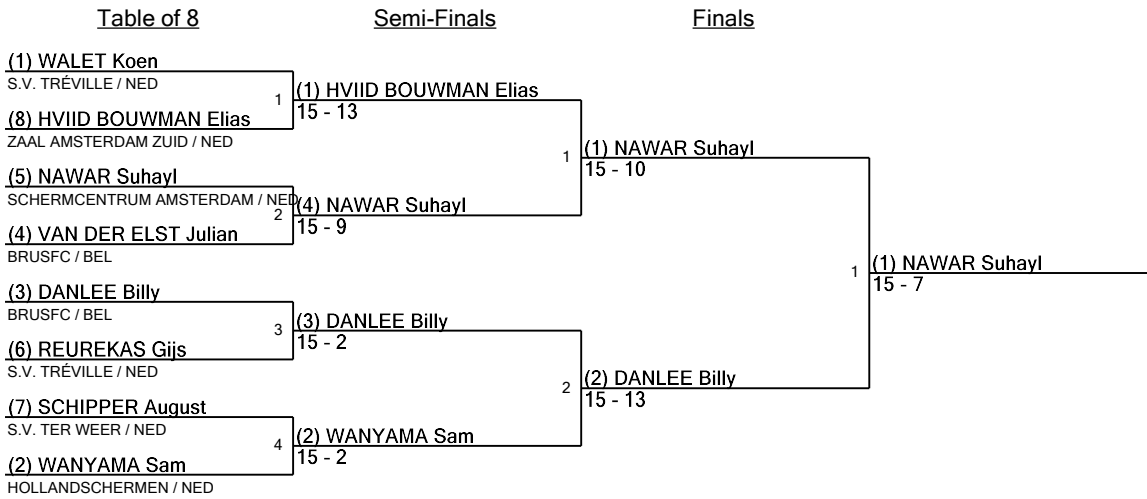 Table of 8
Semi-Finals
Finals
(1) WALET Koen
S.V. TRÉVILLE / NED
1
(8) HVIID BOUWMAN Elias
ZAAL AMSTERDAM ZUID / NED
(5) NAWAR Suhayl
SCHERMCENTRUM AMSTERDAM / NED
2
(4) VAN DER ELST Julian
BRUSFC / BEL
(3) DANLEE Billy
BRUSFC / BEL
3
(6) REUREKAS Gijs
S.V. TRÉVILLE / NED
(7) SCHIPPER August
S.V. TER WEER / NED
4
(2) WANYAMA Sam
HOLLANDSCHERMEN / NED
(1) HVIID BOUWMAN Elias
15 - 13
1
(4) NAWAR Suhayl
15 - 9
(3) DANLEE Billy
15 - 2
2
(2) WANYAMA Sam
15 - 2
(1) NAWAR Suhayl
15 - 10
1
(2) DANLEE Billy
15 - 13
(1) NAWAR Suhayl
15 - 7